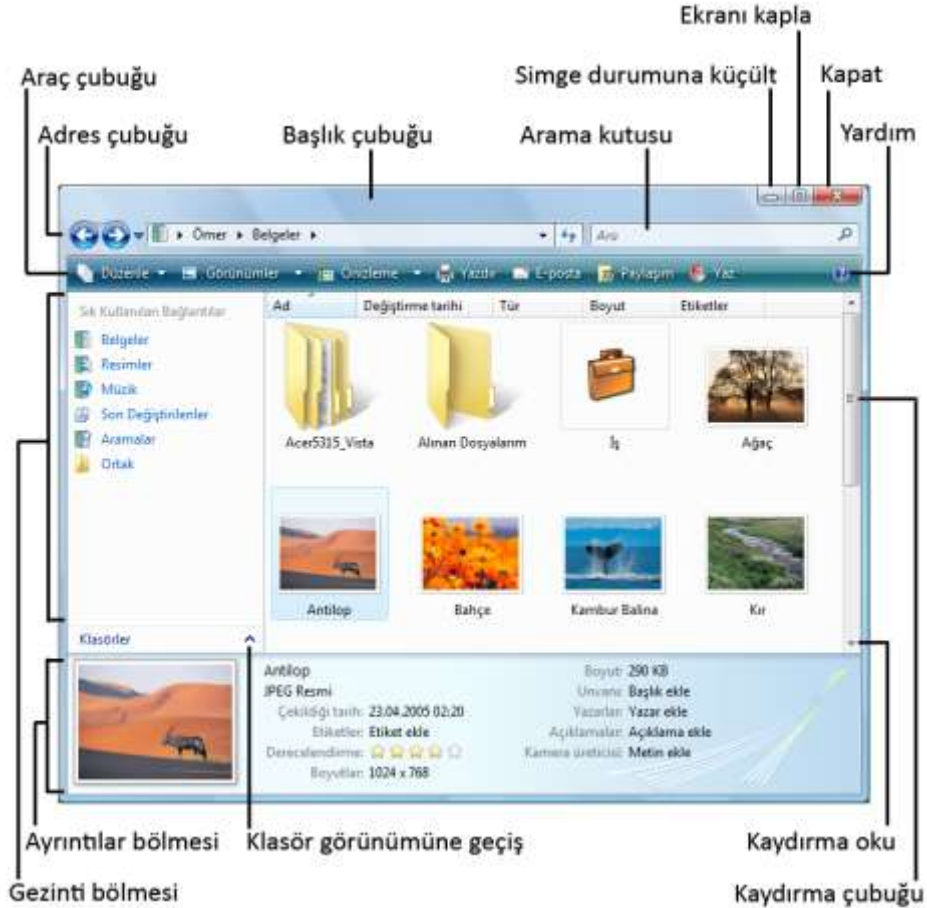 Ekranı kapla
Araç çubuğu Simge durumuna küçült Kapat
Adres çubuğu Başlık çubuğu Arama kutusu Yardım
Ömer Belgeler Ara
Düzenle Görünümler Önizleme Yazdır E-posta Paylaşım Yaz
Sık Kullanılan Bağlantılar Ad Değiştirme tarihi Tür Boyut Etiketler
Belgeler
Resimler
Müzik
Son Değiştirilenler
Aramalar
Ortak
Acer5315_Vista Alınan Dosyalarım İş Ağaç
Antilop Bahçe Kambur Balina Kır
Klasörler
Antilop Boyut: 290 KB
JPEG Resmi Unvanı: Başlık ekle
Çekildiği tarih: 23.04.2005 02:20 Yazarlar: Yazar ekle
Etiketler: Etiket ekle Açıklamalar: Açıklama ekle
Derecelendirme: Kamera üreticisi: Metin ekle
Boyutlar: 1024 x 768
Ayrıntılar bölmesi Klasör görünümüne geçiş Kaydırma oku
Gezinti bölmesi Kaydırma çubuğu